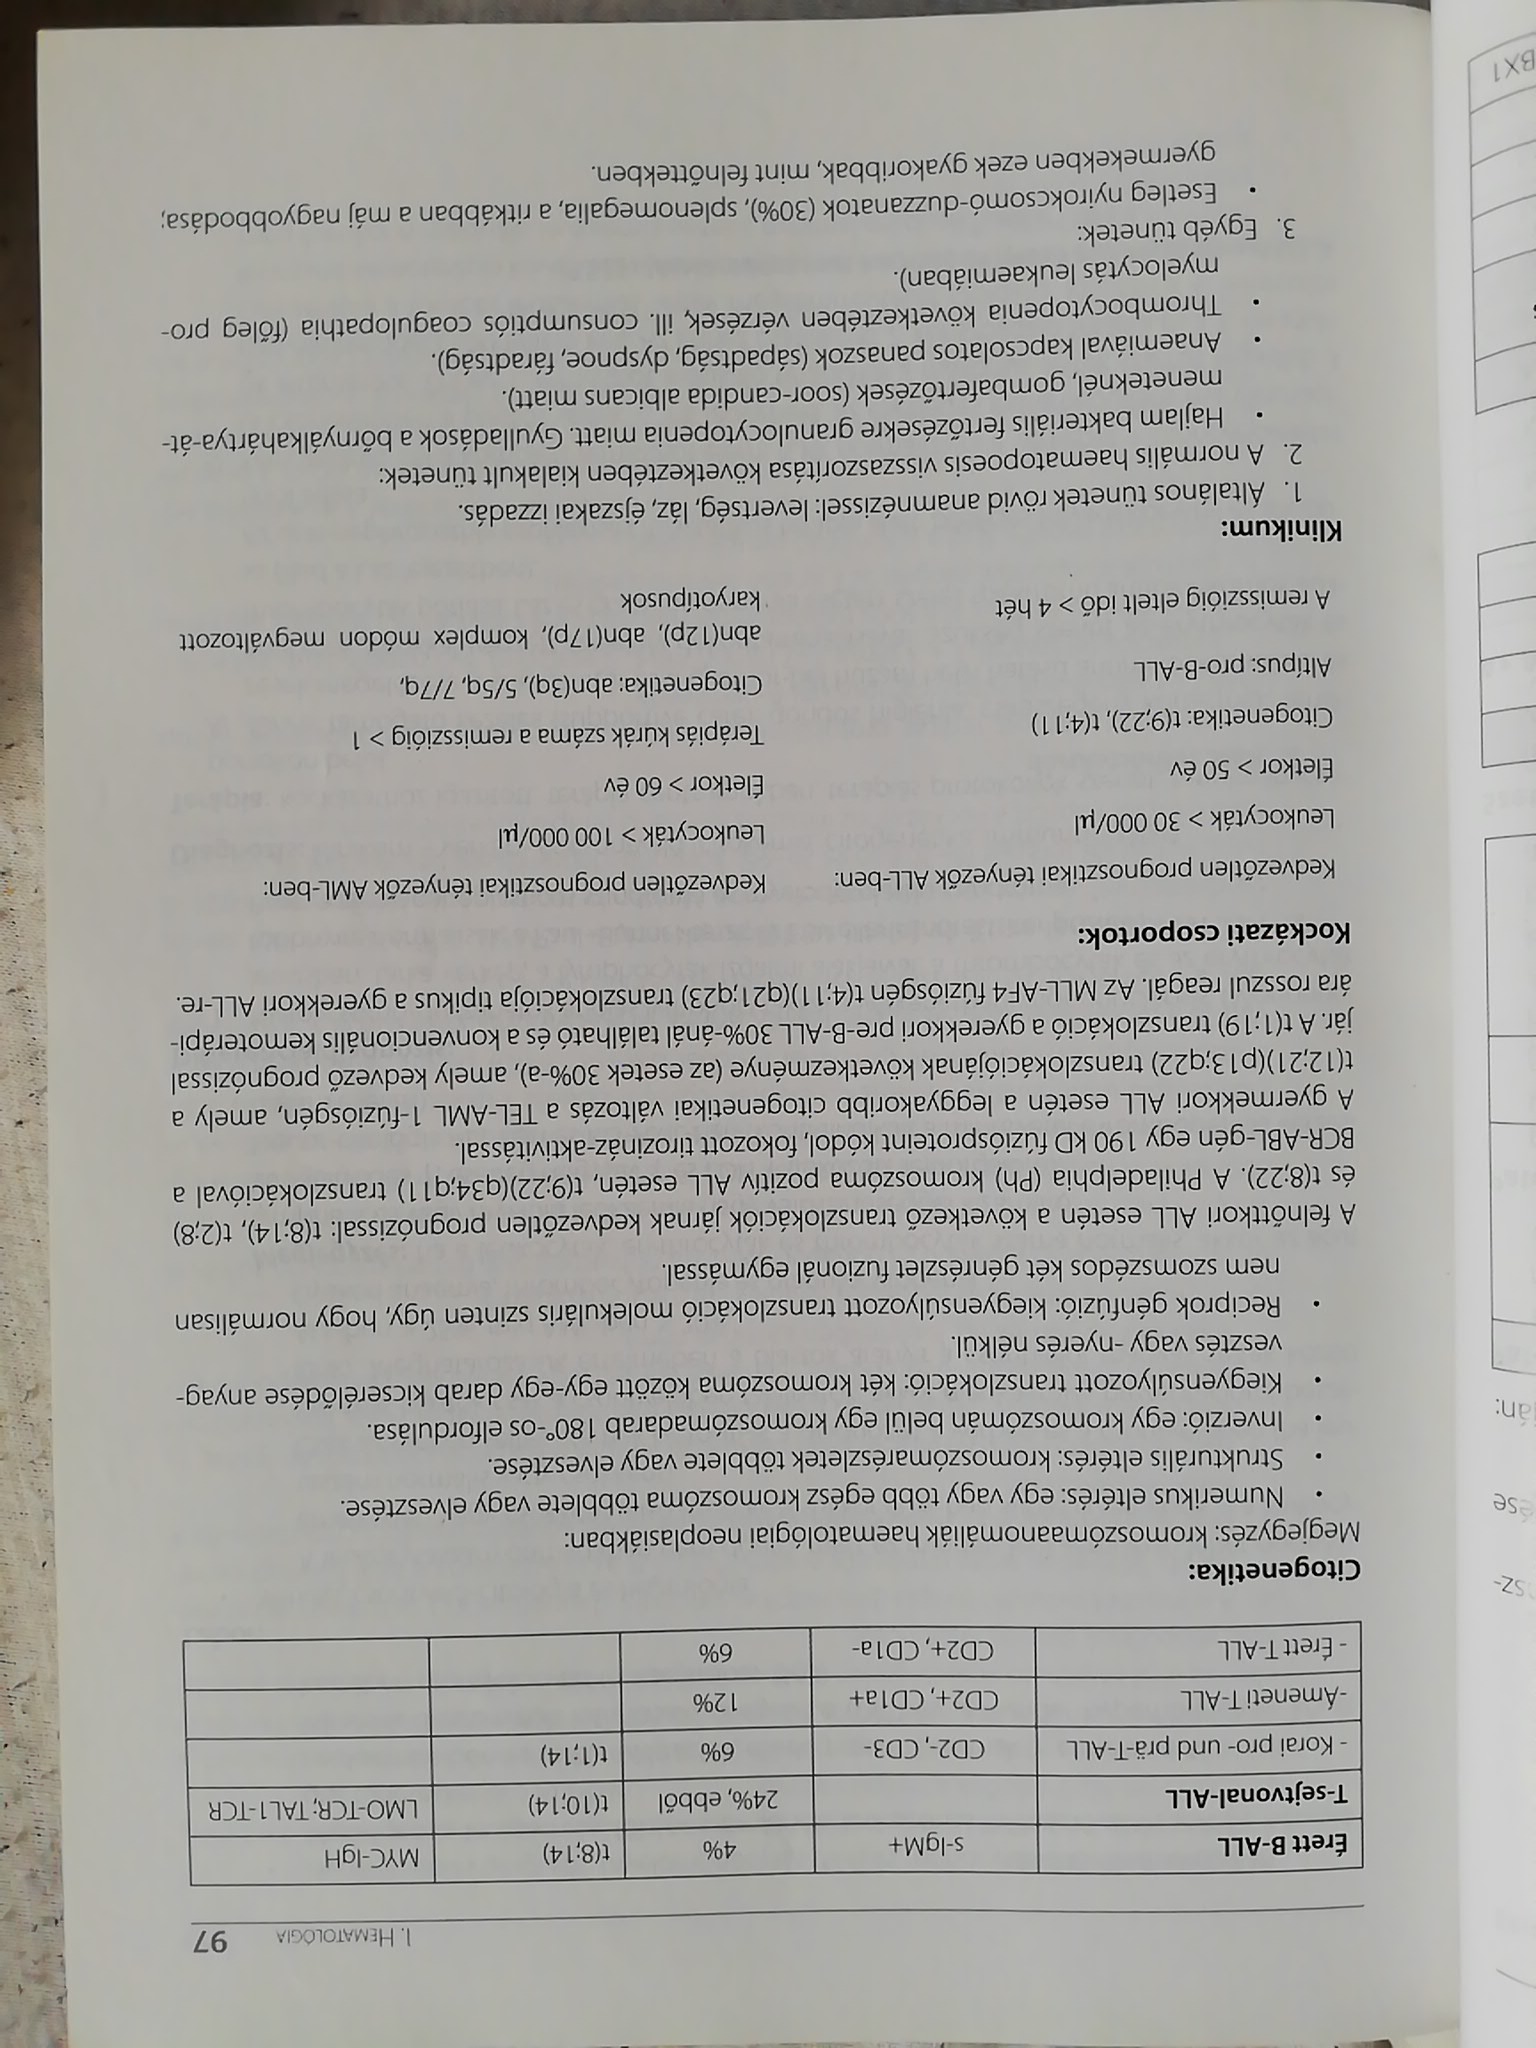 I. HEMATOLÓGIA 97
Érett B-ALL s-IgM+ 4% t(8;14) MYC-IgH
T-sejtvonal-ALL 24%, ebből t(10;14) LMO-TCR; TAL1-TCR
- Korai pro- und prä-T-ALL CD2-, CD3- 6% t(1;14)
-Ámeneti T-ALL CD2+, CD1a+ 12%
- Érett T-ALL CD2+, CD1a- 6%
Citogenetika:
Megjegyzés: kromoszómaanomáliák haematológiai neoplasiákban:
• Numerikus eltérés: egy vagy több egész kromoszóma többlete vagy elvesztése.
• Strukturális eltérés: kromoszómarészletek többlete vagy elvesztése.
• Inverzió: egy kromoszómán belül egy kromoszómadarab 180°-os elfordulása.
• Kiegyensúlyozott transzlokáció: két kromoszóma között egy-egy darab kicserélődése anyag-
vesztés vagy -nyerés nélkül.
• Reciprok génfúzió: kiegyensúlyozott transzlokáció molekuláris szinten úgy, hogy normálisan
nem szomszédos két génrészlet fuzionál egymással.
A felnőttkori ALL esetén a következő transzlokációk járnak kedvezőtlen prognózissal: t(8;14), t(2;8)
és t(8;22). A Philadelphia (Ph) kromoszóma pozitív ALL esetén, t(9;22)(q34;q11) transzlokációval a
BCR-ABL-gén egy 190 kD fúziósproteint kódol, fokozott tirozináz-aktivitással.
A gyermekkori ALL esetén a leggyakoribb citogenetikai változás a TEL-AML 1-fúziósgén, amely a
t(12;21)(p13;q22) transzlokációjának következménye (az esetek 30%-a), amely kedvező prognózissal
jár. A t(1;19) transzlokáció a gyerekkori pre-B-ALL 30%-ánál található és a konvencionális kemoterápi-
ára rosszul reagál. Az MLL-AF4 fúziósgén t(4;11)(q21;q23) transzlokációja tipikus a gyerekkori ALL-re.
Kockázati csoportok:
Kedvezőtlen prognosztikai tényezők ALL-ben: Kedvezőtlen prognosztikai tényezők AML-ben:
Leukocyták > 30 000/µl Leukocyták > 100 000/µl
Életkor > 50 év Életkor > 60 év
Citogenetika: t(9;22), t(4;11) Terápiás kúrák száma a remisszióig > 1
Altípus: pro-B-ALL Citogenetika: abn(3q), 5/5q, 7/7q,
abn(12p), abn(17p), komplex módon megváltozott
A remisszióig eltelt idő > 4 hét karyotípusok
Klinikum:
1. Általános tünetek rövid anamnézissel: levertség, láz, éjszakai izzadás.
2. A normális haematopoesis visszaszorítása következtében kialakult tünetek:
• Hajlam bakteriális fertőzésekre granulocytopenia miatt. Gyulladások a bőrnyálkahártya-át-
meneteknél, gombafertőzések (soor-candida albicans miatt).
• Anaemiával kapcsolatos panaszok (sápadtság, dyspnoe, fáradtság).
• Thrombocytopenia következtében vérzések, ill. consumptiós coagulopathia (főleg pro-
myelocytás leukaemiában).
3. Egyéb tünetek:
• Esetleg nyirokcsomó-duzzanatok (30%), splenomegalia, a ritkábban a máj nagyobbodása;
gyermekekben ezek gyakoribbak, mint felnőttekben.
BX1